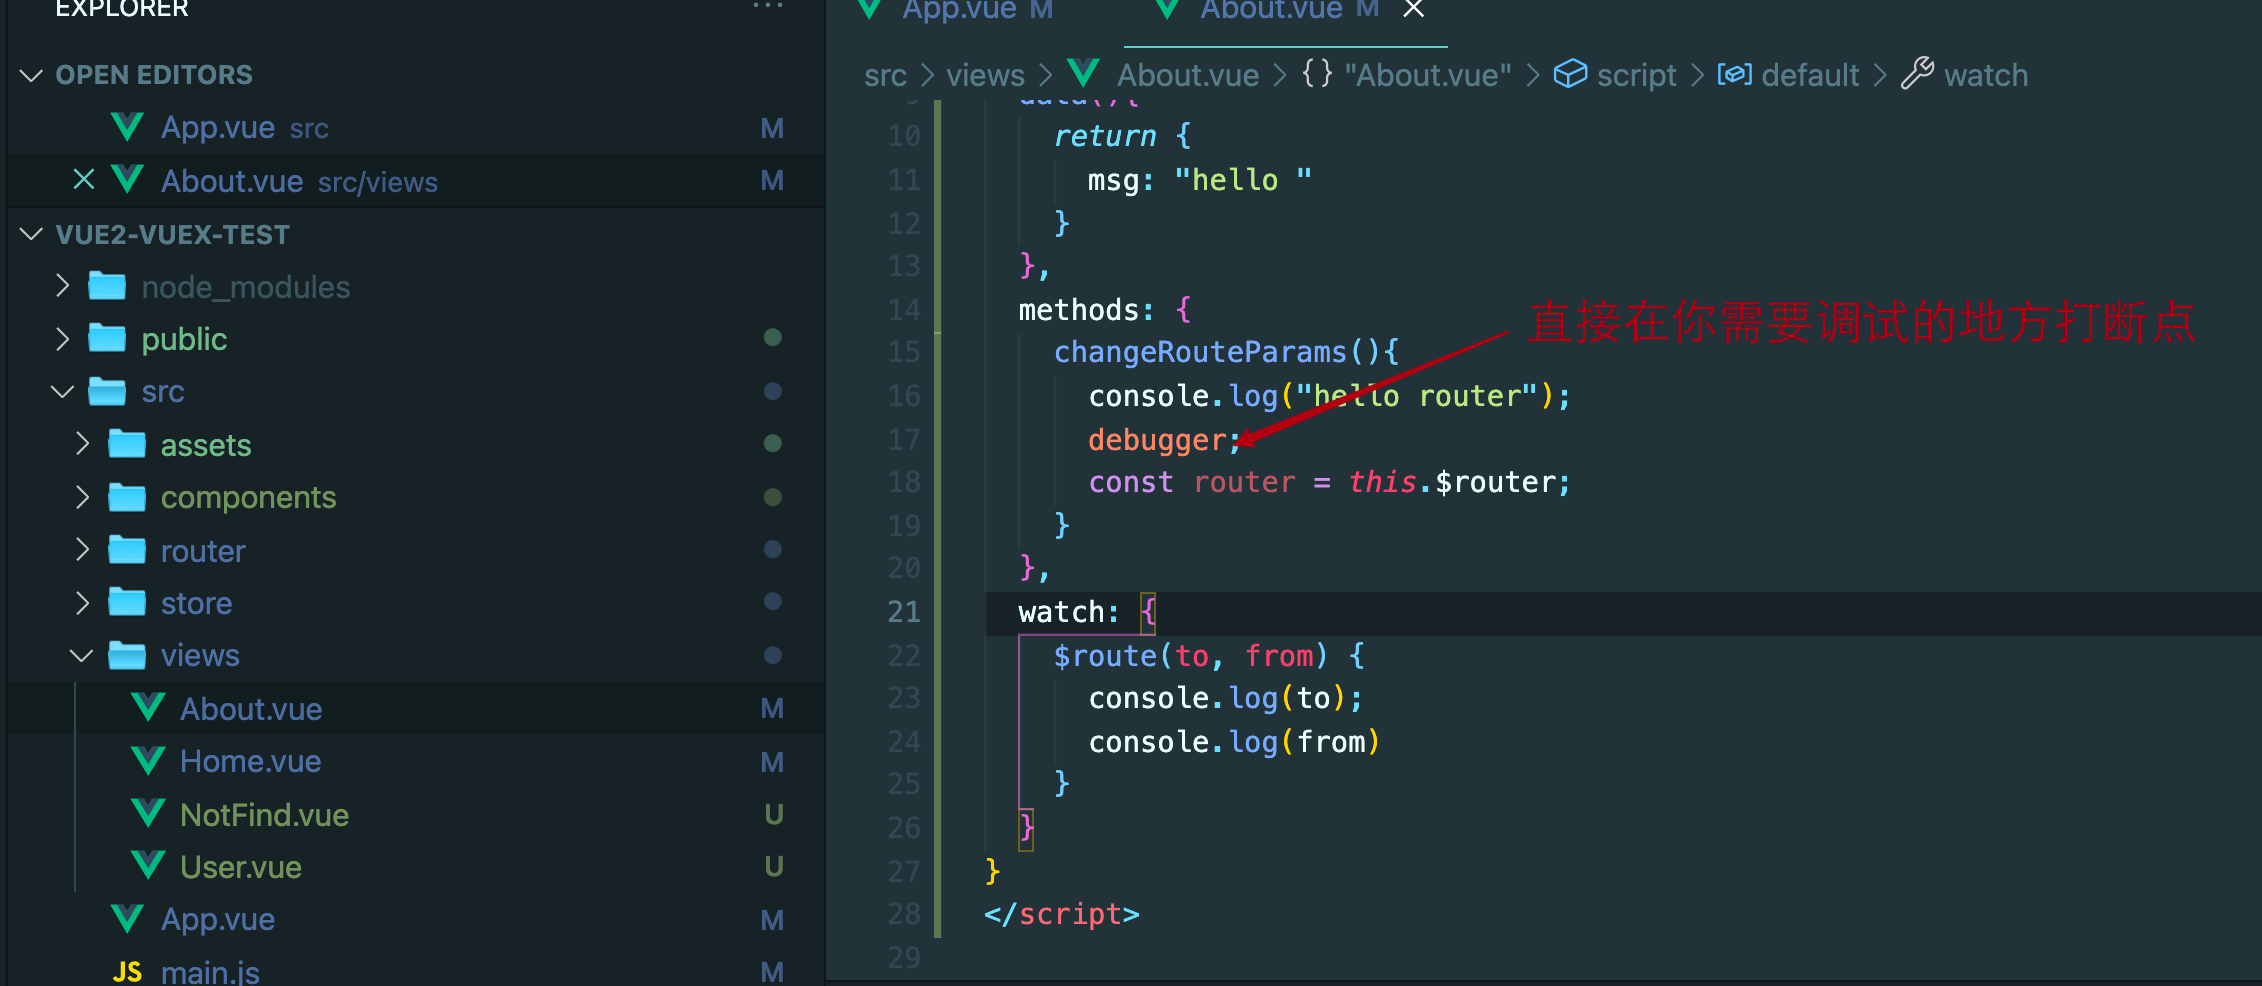 EXPLORER ...
OPEN EDITORS
App.vue src M
About.vue src/views M
VUE2-VUEX-TEST
node_modules
public
src
assets
components
router
store
views
About.vue M
Home.vue M
NotFind.vue U
User.vue U
App.vue M
JS main.js M
App.vue M About.vue M
src > views > About.vue > {} "About.vue" > script > default > watch
9 data(){
10 return {
11 msg: "hello "
12 }
13 },
14 methods: {
直接在你需要调试的地方打断点
15 changeRouteParams(){
16 console.log("hello router");
17 debugger;
18 const router = this.$router;
19 }
20 },
21 watch: {
22 $route(to, from) {
23 console.log(to);
24 console.log(from)
25 }
26 }
27 }
28 </script>
29